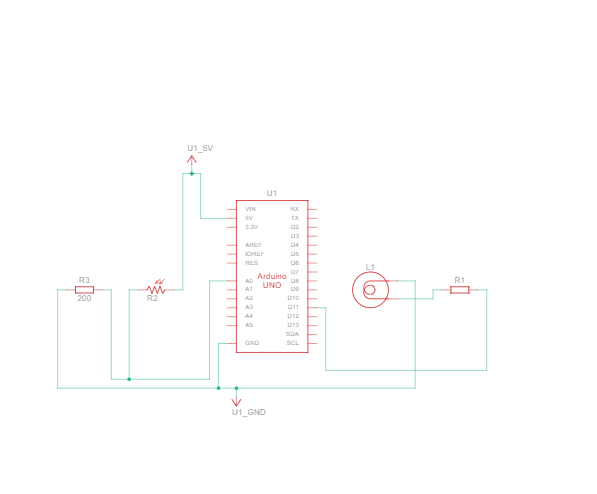 U1_5V
U1
VIN
5V
3.3V
AREF
IOREF
RES
A0
A1
A2
A3
A4
A5
GND
Arduino
UNO
RX
TX
D2
D3
D4
D5
D6
D7
D8
D9
D10
D11
D12
D13
SDA
SCL
R3
200
R2
L1
R1
U1_GND